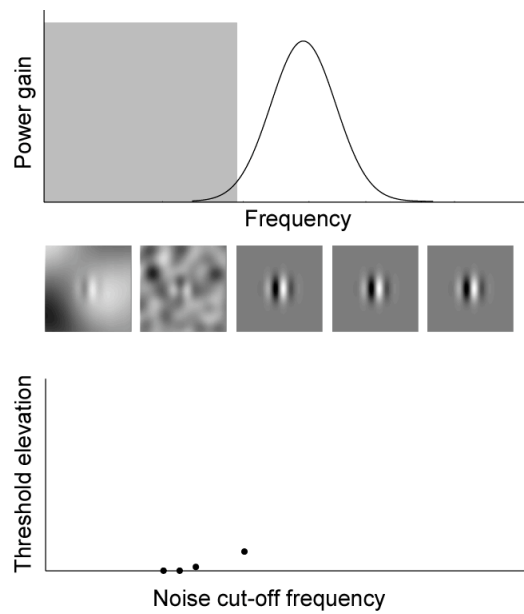 Power gain
Frequency
Threshold elevation
Noise cut-off frequency